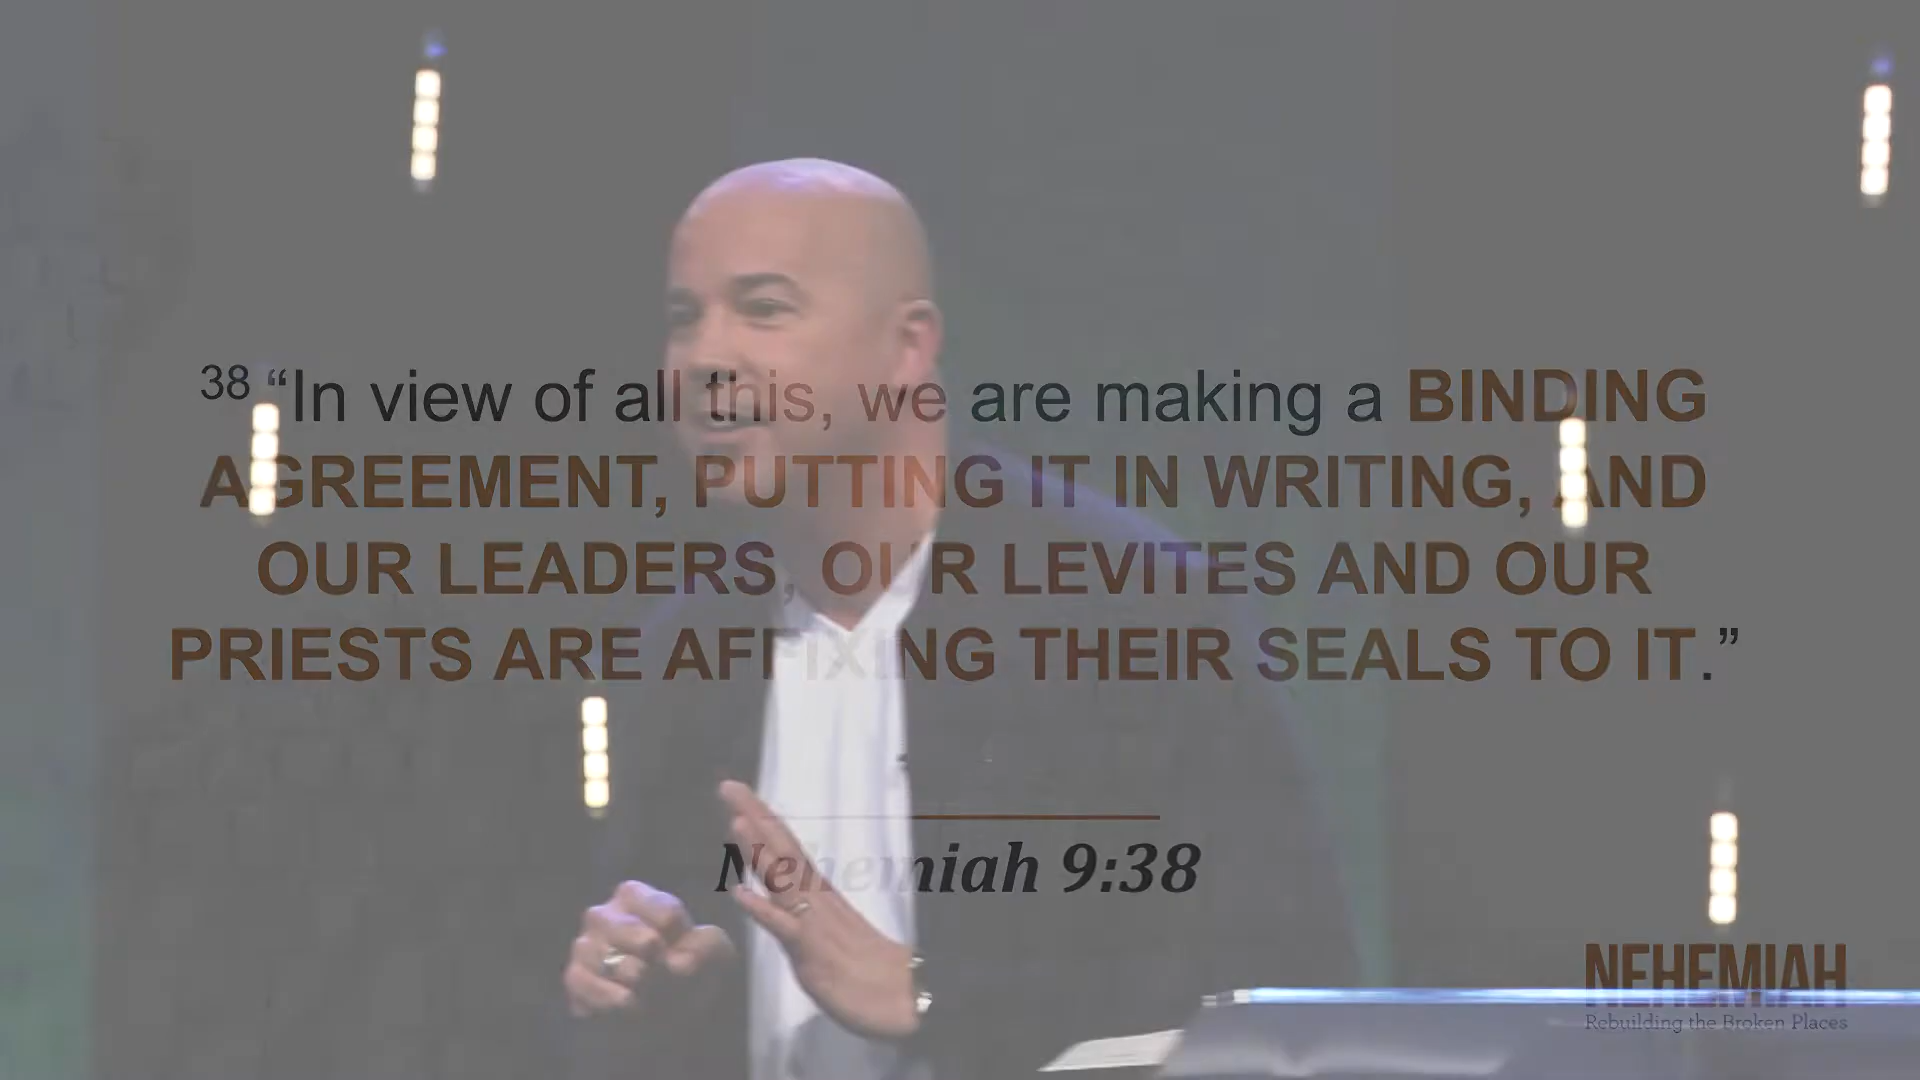 38 “In view of all this, we are making a BINDING
AGREEMENT, PUTTING IT IN WRITING, AND
OUR LEADERS, OUR LEVITES AND OUR
PRIESTS ARE AFFIXING THEIR SEALS TO IT.”
Nehemiah 9:38
NEHEMIAH
Rebuilding the Broken Places